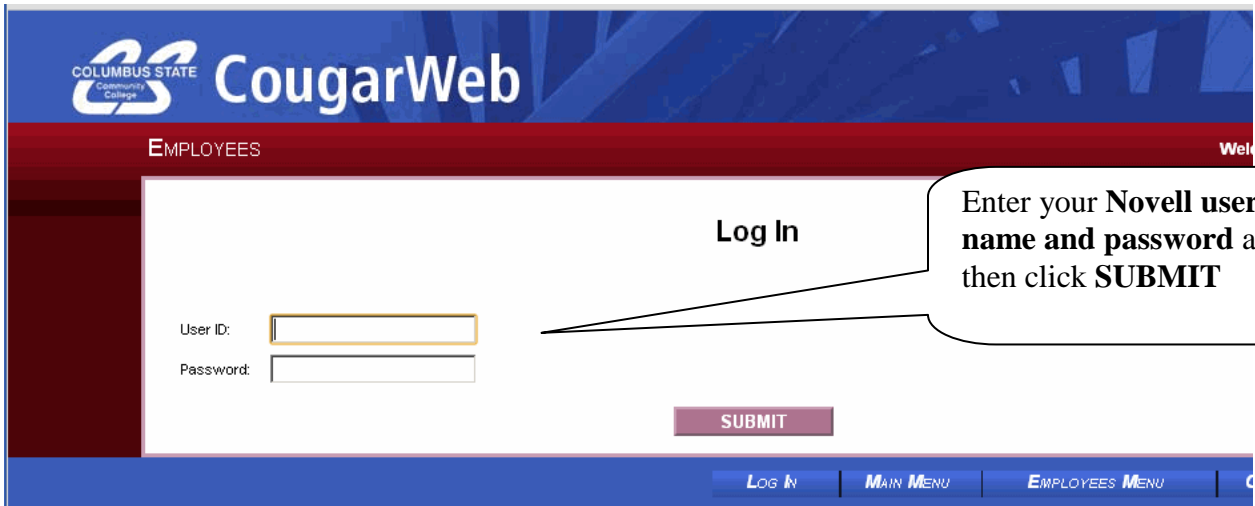 COLUMBUS STATE
Community
College
CougarWeb
EMPLOYEES
Log In
Enter your Novell user
name and password
then click SUBMIT
User ID:
Password:
SUBMIT
LOG IN MAIN MENU EMPLOYEES MENU